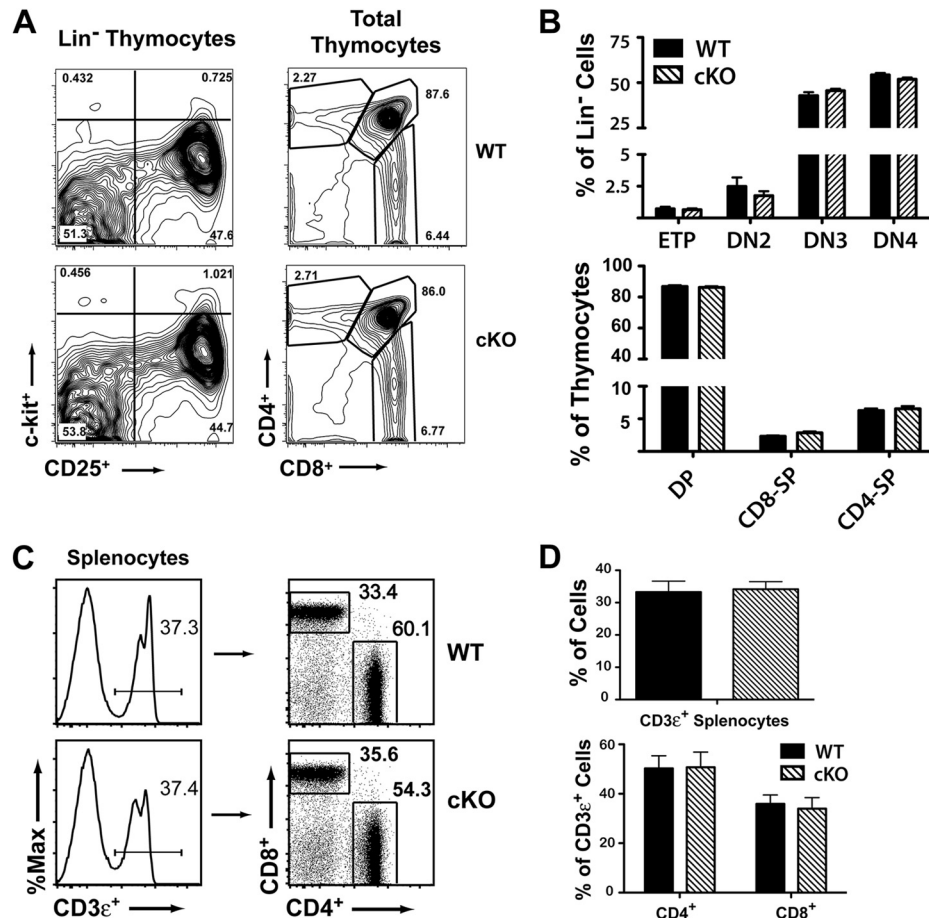 A
Lin- Thymocytes
Total
Thymocytes
0.432 0.725
51.3 47.6
2.27 87.6
6.44
WT
0.456 1.021
53.8 44.7
2.71 86.0
6.77
cKO
c-kit+
CD25+
CD4+
CD8+
B
WT
cKO
% of Lin- Cells
75
50
25
5
2.5
0
ETP DN2 DN3 DN4
% of Thymocytes
100
80
60
40
10
5
0
DP CD8-SP CD4-SP
C
Splenocytes
37.3
33.4
60.1
WT
37.4
35.6
54.3
cKO
%Max
CD3ε+
CD8+
CD4+
D
% of Cells
40
30
20
10
0
CD3ε+ Splenocytes
WT
cKO
% of CD3ε+ Cells
60
40
20
0
CD4+ CD8+